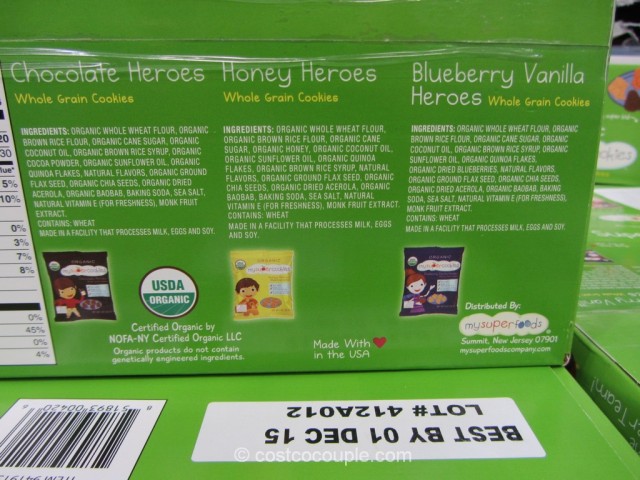 Chocolate Heroes
Whole Grain Cookies
INGREDIENTS: ORGANIC WHOLE WHEAT FLOUR, ORGANIC
BROWN RICE FLOUR, ORGANIC CANE SUGAR, ORGANIC
COCONUT OIL, ORGANIC BROWN RICE SYRUP, ORGANIC
COCOA POWDER, ORGANIC SUNFLOWER OIL, ORGANIC
QUINOA FLAKES, NATURAL FLAVORS, ORGANIC GROUND
FLAX SEED, ORGANIC CHIA SEEDS, ORGANIC DRIED
ACEROLA, ORGANIC BAOBAB, BAKING SODA, SEA SALT,
NATURAL VITAMIN E (FOR FRESHNESS), MONK FRUIT
EXTRACT.
CONTAINS: WHEAT
MADE IN A FACILITY THAT PROCESSES MILK, EGGS AND SOY.
Honey Heroes
Whole Grain Cookies
INGREDIENTS: ORGANIC WHOLE WHEAT FLOUR,
ORGANIC BROWN RICE FLOUR, ORGANIC CANE
SUGAR, ORGANIC HONEY, ORGANIC COCONUT OIL,
ORGANIC SUNFLOWER OIL, ORGANIC QUINOA
FLAKES, ORGANIC BROWN RICE SYRUP, NATURAL
FLAVORS, ORGANIC GROUND FLAX SEED, ORGANIC
CHIA SEEDS, ORGANIC DRIED ACEROLA, ORGANIC
BAOBAB, BAKING SODA, SEA SALT, NATURAL
VITAMIN E (FOR FRESHNESS), MONK FRUIT EXTRACT.
CONTAINS: WHEAT
MADE IN A FACILITY THAT PROCESSES MILK, EGGS
AND SOY.
Blueberry Vanilla
Heroes Whole Grain Cookies
INGREDIENTS: ORGANIC WHOLE WHEAT FLOUR, ORGANIC
BROWN RICE FLOUR, ORGANIC CANE SUGAR, ORGANIC
COCONUT OIL, ORGANIC BROWN RICE SYRUP, ORGANIC
SUNFLOWER OIL, ORGANIC QUINOA FLAKES,
ORGANIC DRIED BLUEBERRIES, NATURAL FLAVORS,
ORGANIC GROUND FLAX SEED, ORGANIC CHIA SEEDS,
ORGANIC DRIED ACEROLA, ORGANIC BAOBAB, BAKING
SODA, SEA SALT, NATURAL VITAMIN E (FOR FRESHNESS),
MONK FRUIT EXTRACT.
CONTAINS: WHEAT
MADE IN A FACILITY THAT PROCESSES MILK, EGGS AND SOY.
5%
10%
0%
3%
7%
8%
0%
45%
0%
4%
USDA
ORGANIC
Certified Organic by
NOFA-NY Certified Organic LLC
Organic products do not contain
genetically engineered ingredients.
Made With
in the USA
Distributed By:
mysuperfoods
Summit, New Jersey 07901
mysuperfoodscompany.com
BEST BY 01 DEC 15
LOT# 412A012
8 51893 00420
© costcocouple.com